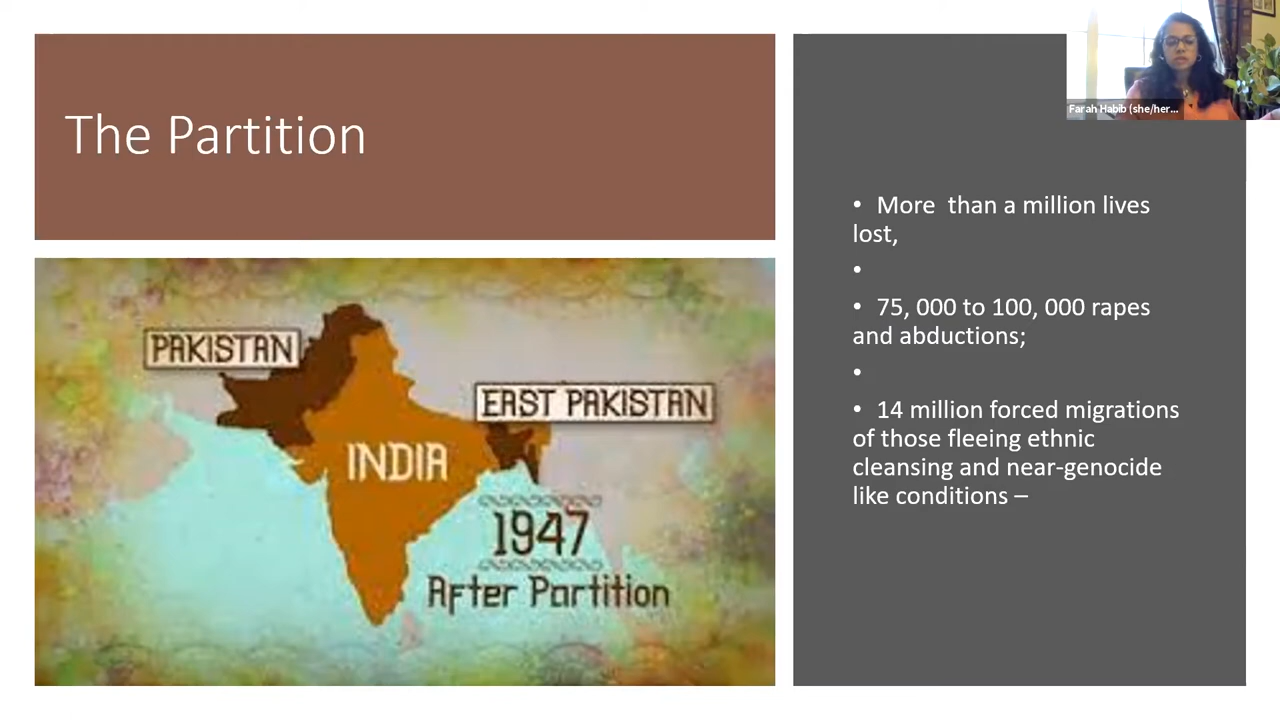 The Partition
PAKISTAN
EAST PAKISTAN
INDIA
1947
After Partition
Farah Habib (she/her...
• More  than a million lives
lost,
•
• 75, 000 to 100, 000 rapes
and abductions;
•
• 14 million forced migrations
of those fleeing ethnic
cleansing and near-genocide
like conditions –